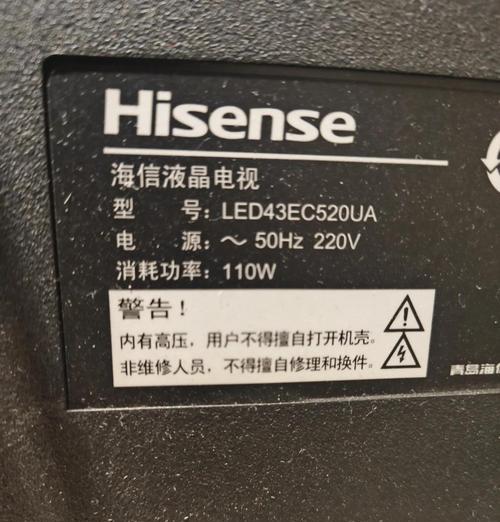 Hisense
海信液晶电视
型 号: LED43EC520UA
电 源: ～ 50Hz 220V
消耗功率: 110W
警告!
内有高压，用户不得擅自打开机壳。
非维修人员，不得擅自修理和换件。
青岛海信